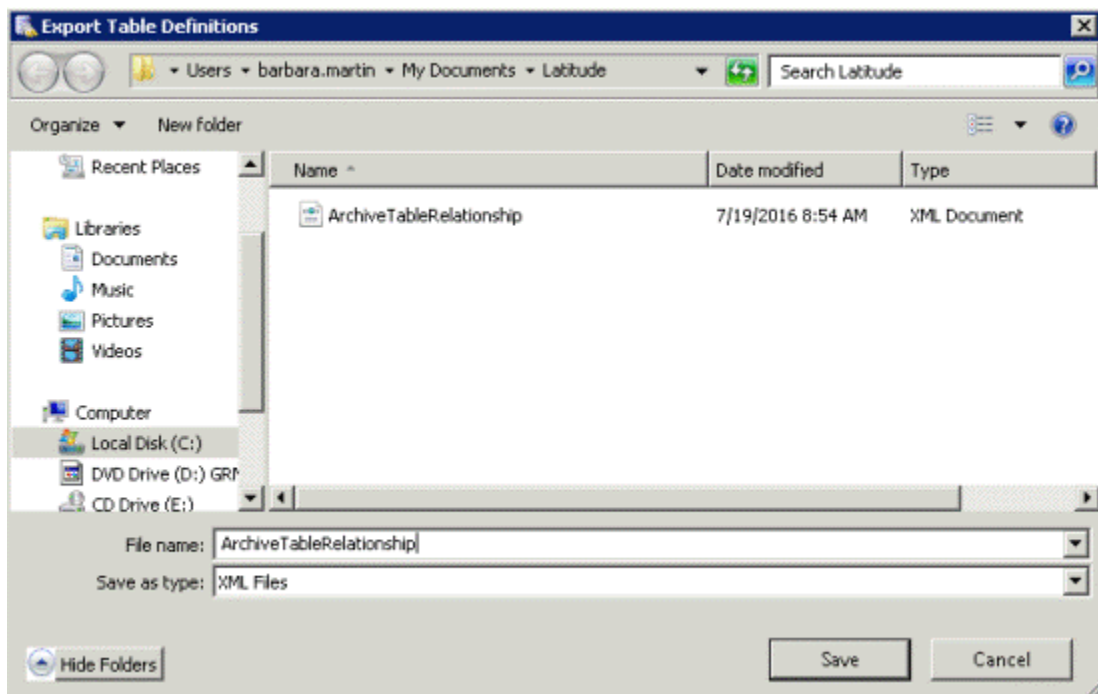 Export Table Definitions
Users My Documents barbara.martin Latitude Search Latitude
Organize New folder
Recent Places
Libraries
Documents
Music
Pictures
Videos
Computer
Local Disk (C:)
DVD Drive (D:) GRM
CD Drive (E:)
Name Date modified Type
ArchiveTableRelationship 7/19/2016 8:54 AM XML Document
File name: ArchiveTableRelationship
Save as type: XML Files
Hide Folders Save Cancel